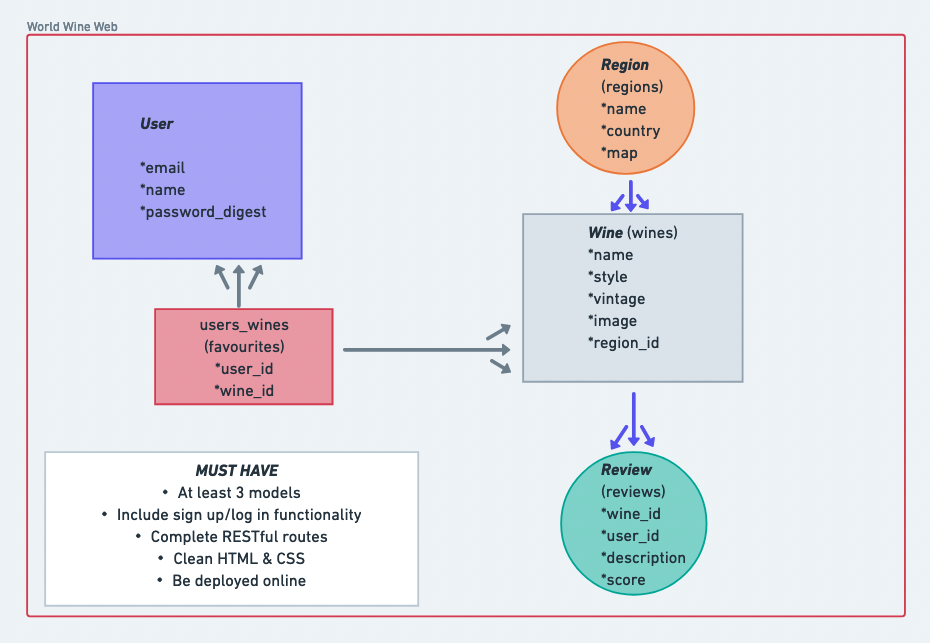 World Wine Web
User
*email
*name
*password_digest
Region
(regions)
*name
*country
*map
Wine (wines)
*name
*style
*vintage
*image
*region_id
users_wines
(favourites)
*user_id
*wine_id
MUST HAVE
• At least 3 models
• Include sign up/log in functionality
• Complete RESTful routes
• Clean HTML & CSS
• Be deployed online
Review
(reviews)
*wine_id
*user_id
*description
*score